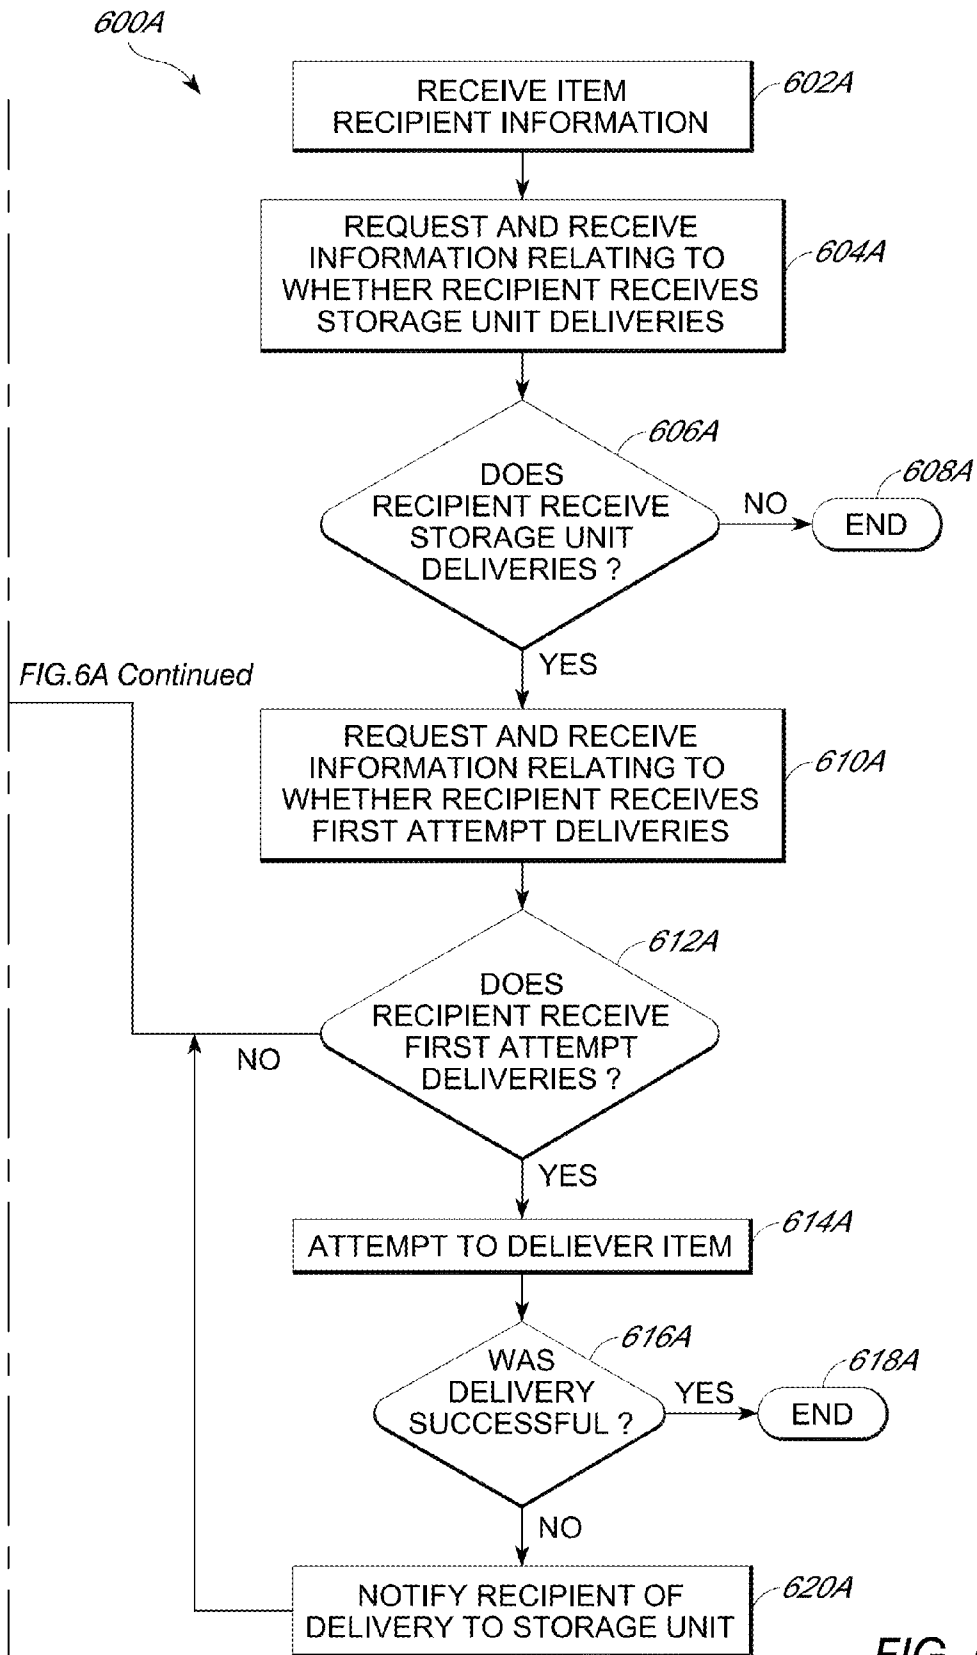 600A
RECEIVE ITEM
RECIPIENT INFORMATION
602A
REQUEST AND RECEIVE
INFORMATION RELATING TO
WHETHER RECIPIENT RECEIVES
STORAGE UNIT DELIVERIES
604A
606A
DOES
RECIPIENT RECEIVE
STORAGE UNIT
DELIVERIES ?
NO
608A
END
YES
FIG.6A Continued
REQUEST AND RECEIVE
INFORMATION RELATING TO
WHETHER RECIPIENT RECEIVES
FIRST ATTEMPT DELIVERIES
610A
612A
DOES
RECIPIENT RECEIVE
FIRST ATTEMPT
DELIVERIES ?
NO
YES
ATTEMPT TO DELIEVER ITEM
614A
616A
WAS
DELIVERY
SUCCESSFUL ?
YES
618A
END
NO
NOTIFY RECIPIENT OF
DELIVERY TO STORAGE UNIT
620A
FIG.